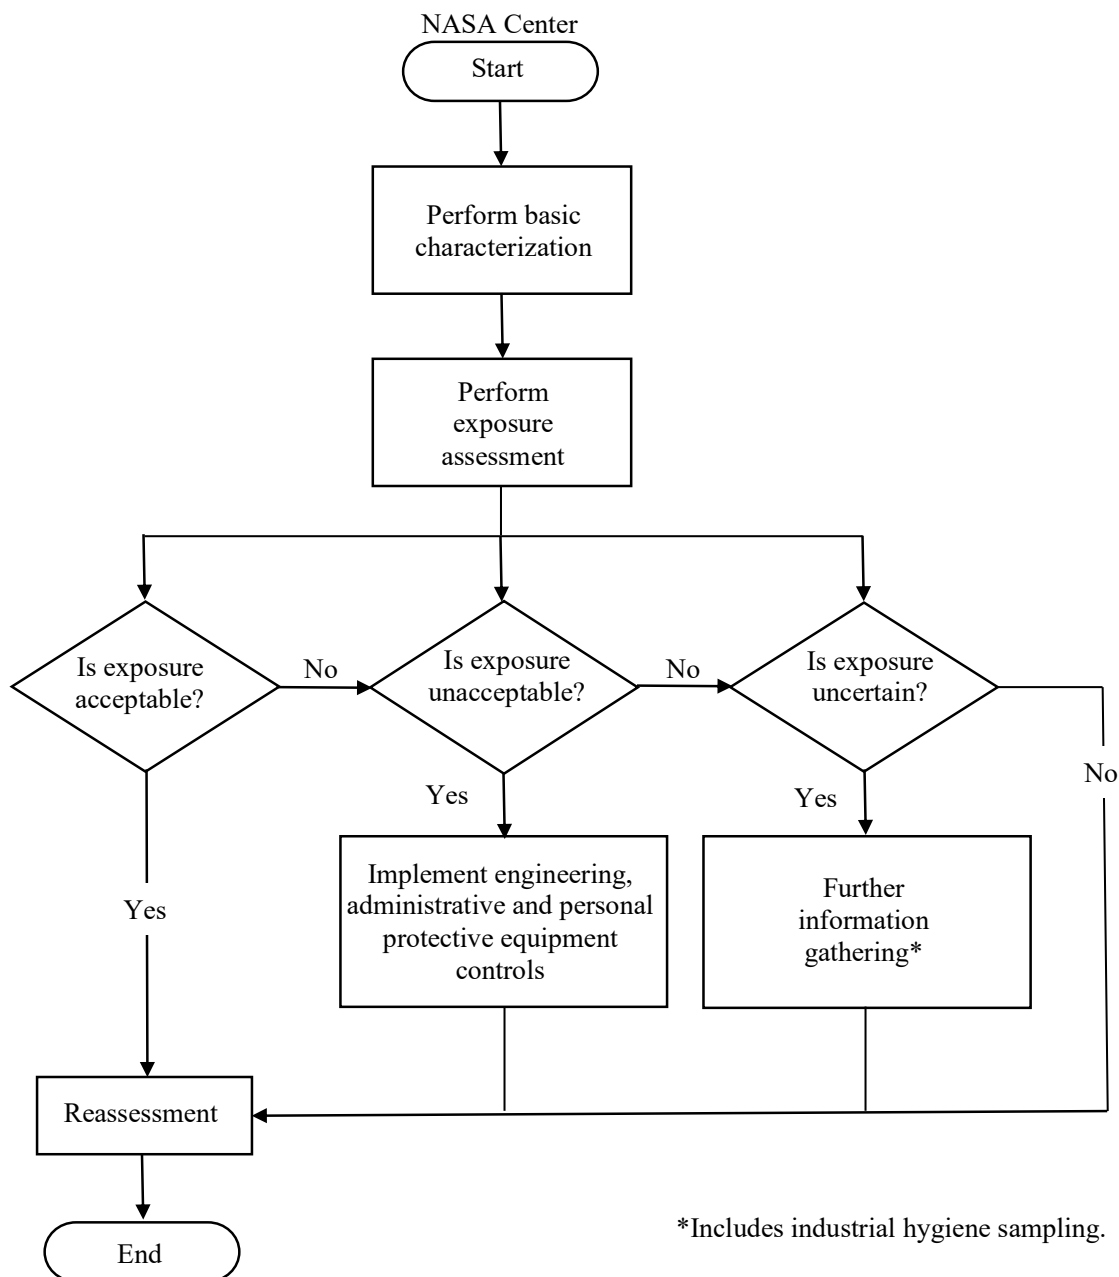 NASA Center
Start
Perform basic
characterization
Perform
exposure
assessment
Is exposure
acceptable?
No
Is exposure
unacceptable?
No
Is exposure
uncertain?
No
Yes
Yes
Yes
Implement engineering,
administrative and personal
protective equipment
controls
Further
information
gathering*
Reassessment
End
*Includes industrial hygiene sampling.